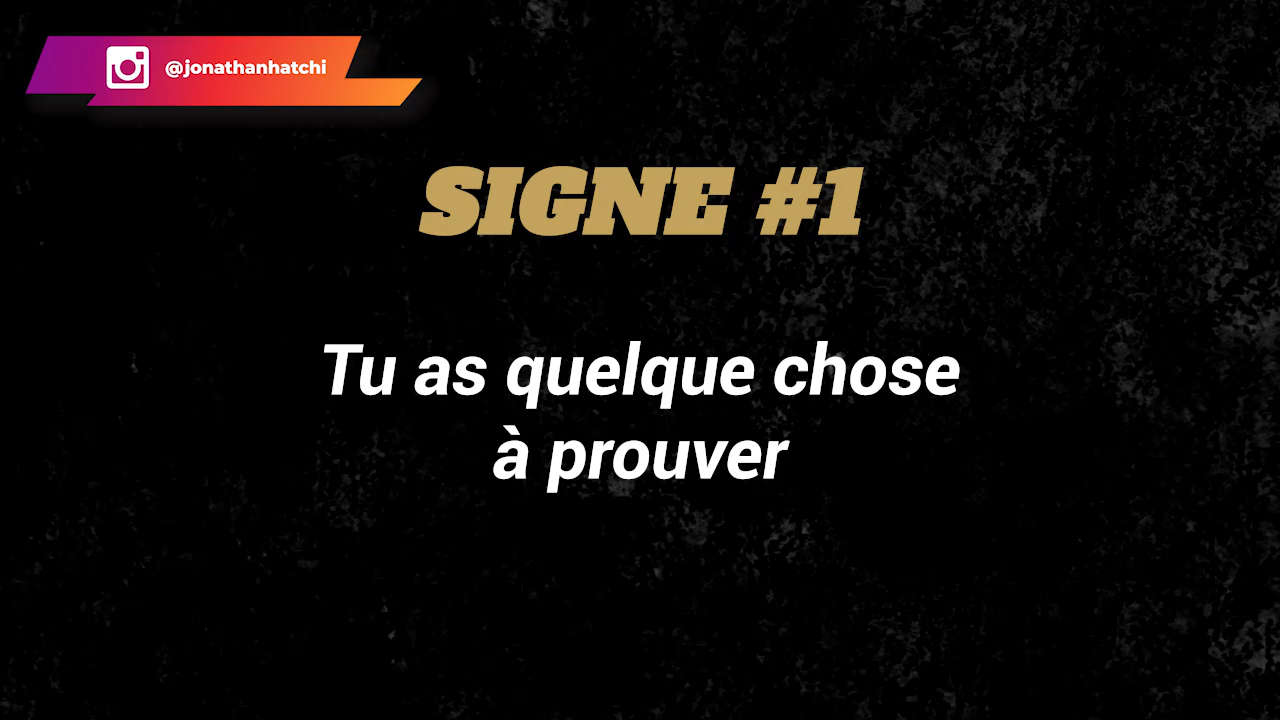 @jonathanhatchi
SIGNE #1
Tu as quelque chose
à prouver